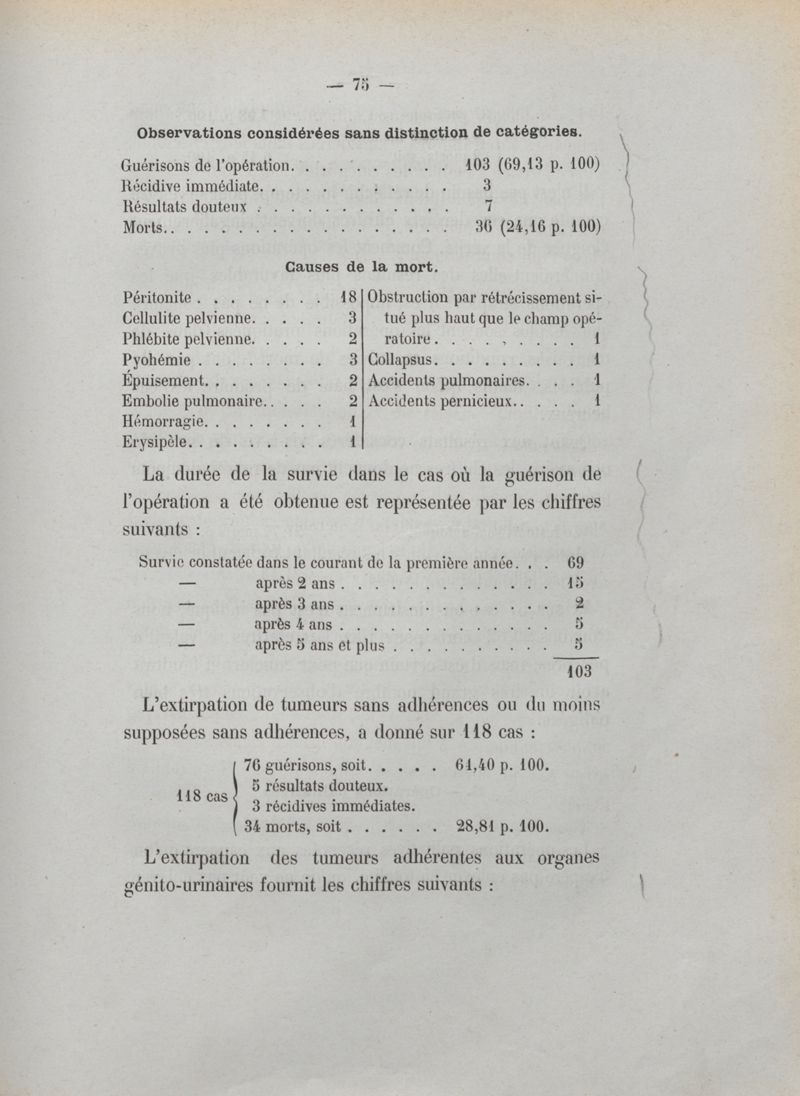 — 75 —
Observations considérées sans distinction de catégories.
Guérisons de l'opération. . . . . . . . . . 103 (69,13 p. 100)
Récidive immédiate. . . . . . . . . . . . 3
Résultats douteux . . . . . . . . . . . . 7
Morts. . . . . . . . . . . . . . . . . . 36 (24,16 p. 100)
Causes de la mort.
Péritonite . . . . . . . . 18
Cellulite pelvienne. . . . . 3
Phlébite pelvienne. . . . . 2
Pyohémie . . . . . . . . 3
Épuisement. . . . . . . . 2
Embolie pulmonaire. . . . . 2
Hémorragie. . . . . . . . 1
Erysipèle. . . . . . . . . 1
Obstruction par rétrécissement si-
tué plus haut que le champ opé-
ratoire . . . . . . . . . 1
Collapsus. . . . . . . . . 1
Accidents pulmonaires. . . . 1
Accidents pernicieux. . . . . 1
La durée de la survie dans le cas où la guérison de
l'opération a été obtenue est représentée par les chiffres
suivants :
Survie constatée dans le courant de la première année. . . 69
— après 2 ans . . . . . . . . . . . . . 15
— après 3 ans . . . . . . . . . . . . . 2
— après 4 ans . . . . . . . . . . . . . 5
— après 5 ans et plus . . . . . . . . . . 5
103
L'extirpation de tumeurs sans adhérences ou du moins
supposées sans adhérences, a donné sur 118 cas :
118 cas
76 guérisons, soit. . . . . 61,40 p. 100.
5 résultats douteux.
3 récidives immédiates.
34 morts, soit . . . . . . 28,81 p. 100.
L'extirpation des tumeurs adhérentes aux organes
génito-urinaires fournit les chiffres suivants :